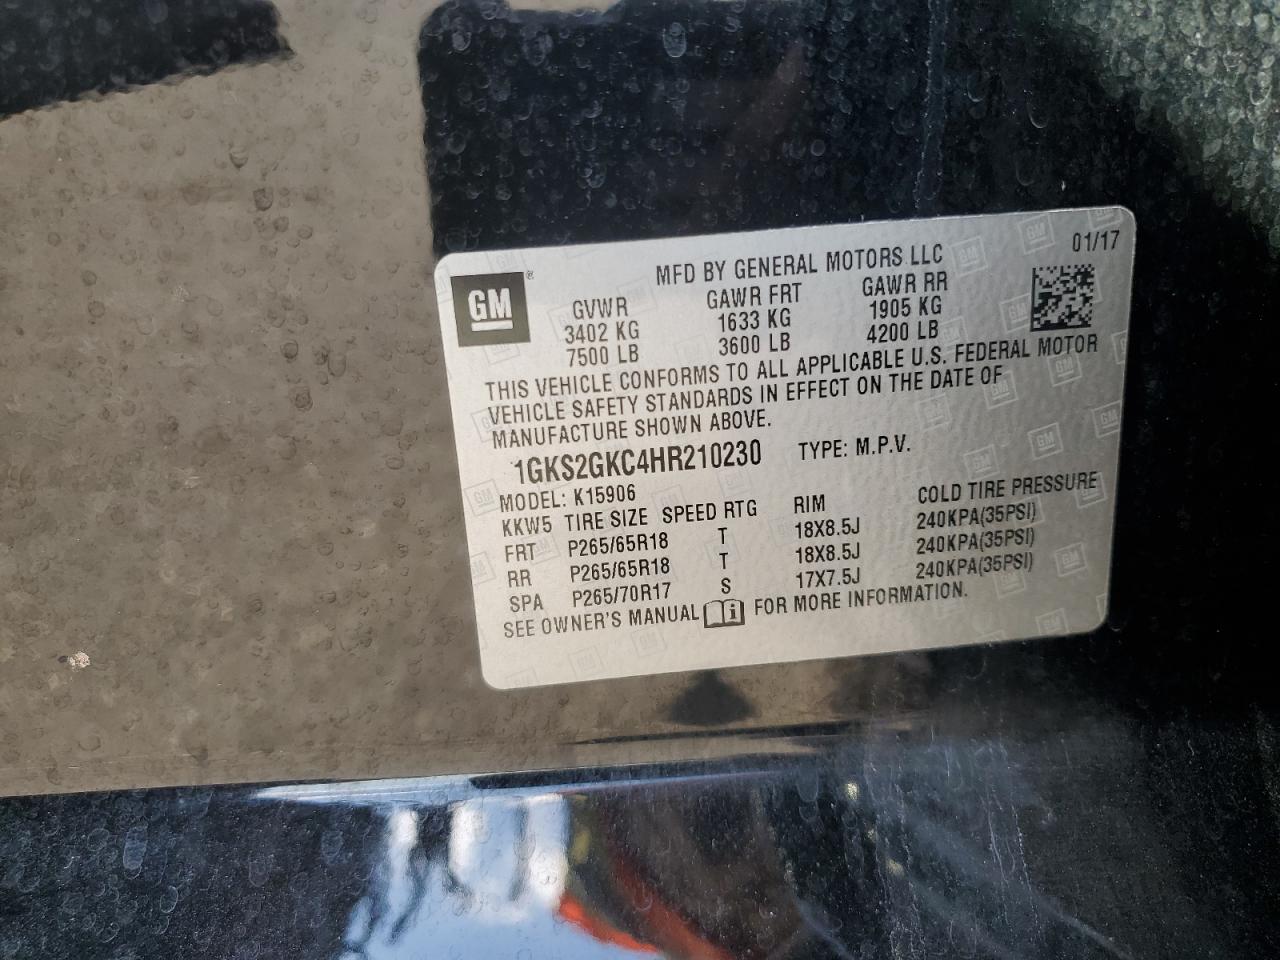 MFD BY GENERAL MOTORS LLC 01/17
GM ®
GVWR GAWR FRT GAWR RR
3402 KG 1633 KG 1905 KG
7500 LB 3600 LB 4200 LB
THIS VEHICLE CONFORMS TO ALL APPLICABLE U.S. FEDERAL MOTOR
VEHICLE SAFETY STANDARDS IN EFFECT ON THE DATE OF
MANUFACTURE SHOWN ABOVE.
1GKS2GKC4HR210230 TYPE: M.P.V.
MODEL: K15906
KKW5 TIRE SIZE SPEED RTG RIM COLD TIRE PRESSURE
FRT P265/65R18 T 18X8.5J 240KPA(35PSI)
RR P265/65R18 T 18X8.5J 240KPA(35PSI)
SPA P265/70R17 S 17X7.5J 240KPA(35PSI)
SEE OWNER'S MANUAL FOR MORE INFORMATION.